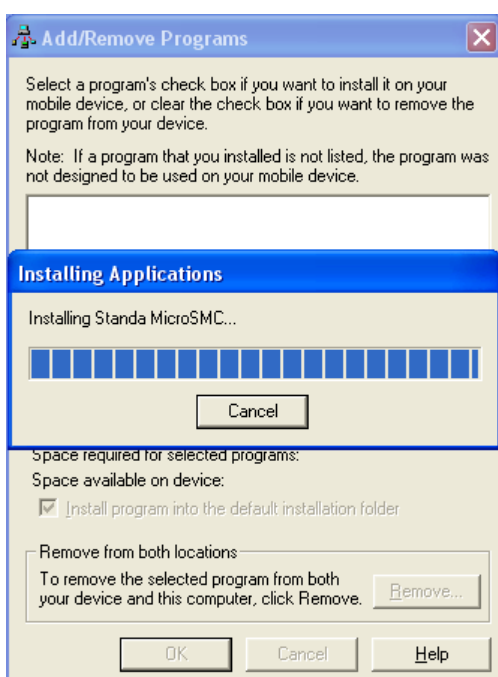 Add/Remove Programs
Select a program's check box if you want to install it on your
mobile device, or clear the check box if you want to remove the
program from your device.
Note: If a program that you installed is not listed, the program was
not designed to be used on your mobile device.
Installing Applications
Installing Standa MicroSMC...
Cancel
Space required for selected programs:
Space available on device:
Install program into the default installation folder
Remove from both locations
To remove the selected program from both
your device and this computer, click Remove.
Remove...
OK
Cancel
Help